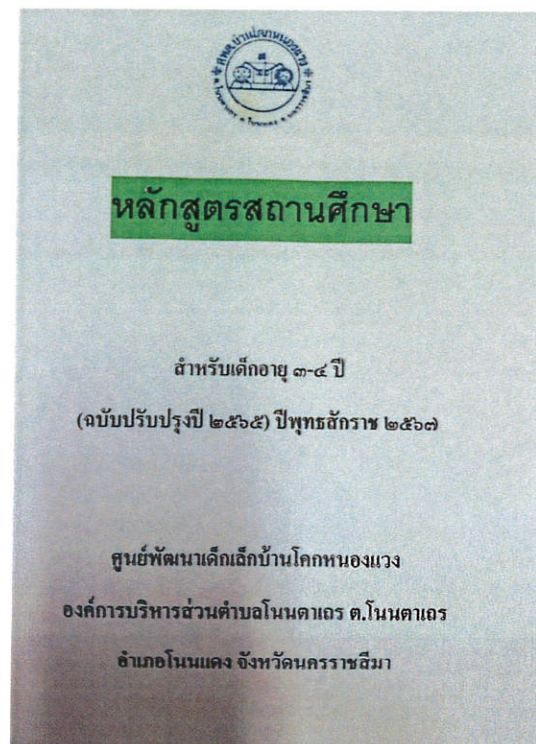 หลักสูตรสถานศึกษา
สำหรับเด็กอายุ ๓-๔ ปี
(ฉบับปรับปรุงปี ๒๕๖๕) ปีพุทธสักราช ๒๕๖๗
ศูนย์พัฒนาเด็กเล็กบ้านโคกหนองแวง
องค์การบริหารส่วนตำบลโนนตาเถร ต.โนนตาเถร
อำเภอโนนแดง จังหวัดนครราชสีมา